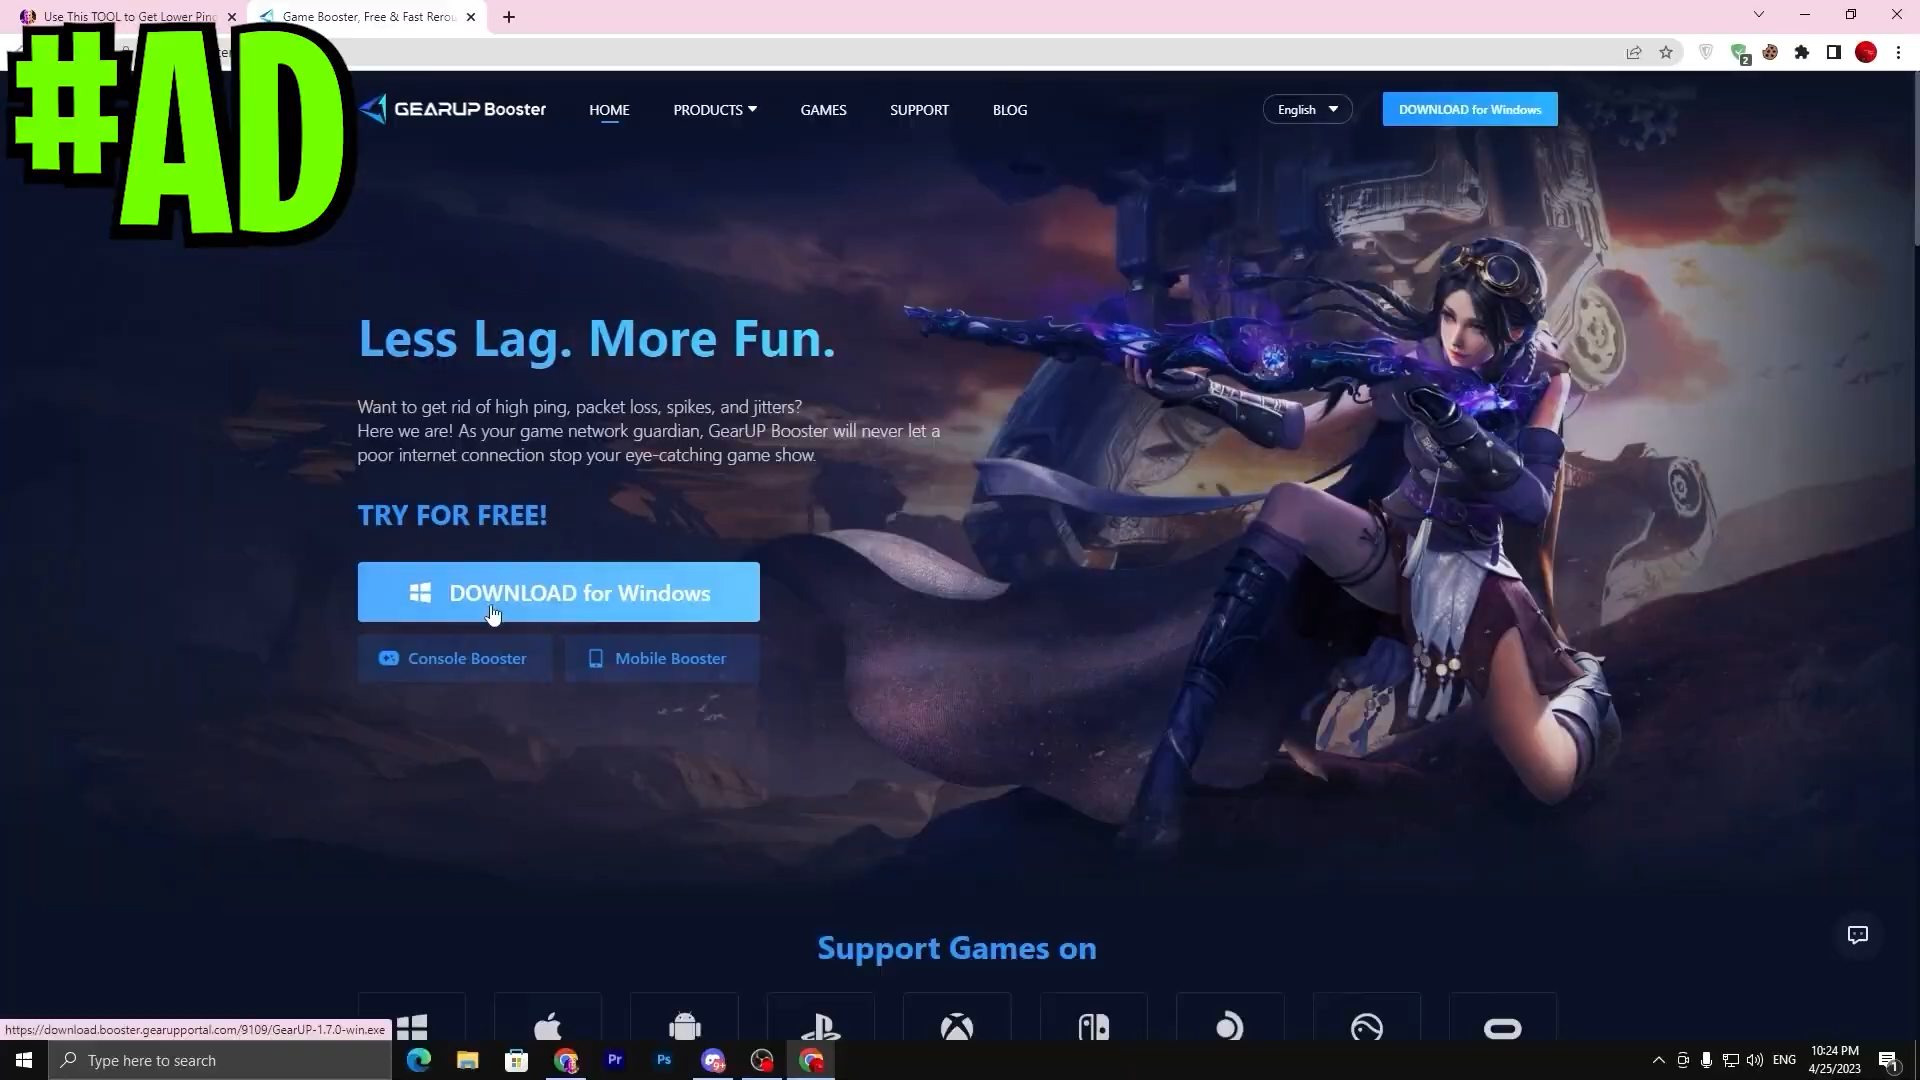 Use This TOOL to Get Lower Ping
Game Booster, Free & Fast Rerou
#AD
GEARUP Booster
HOME
PRODUCTS
GAMES
SUPPORT
BLOG
English
DOWNLOAD for Windows
2
Less Lag. More Fun.
Want to get rid of high ping, packet loss, spikes, and jitters?
Here we are! As your game network guardian, GearUP Booster will never let a
poor internet connection stop your eye-catching game show.
TRY FOR FREE!
DOWNLOAD for Windows
Console Booster
Mobile Booster
Support Games on
https://download.booster.gearupportal.com/9109/GearUP-1.7.0-win.exe
Type here to search
Pr
Ps
9+
ENG
10:24 PM
4/25/2023
1